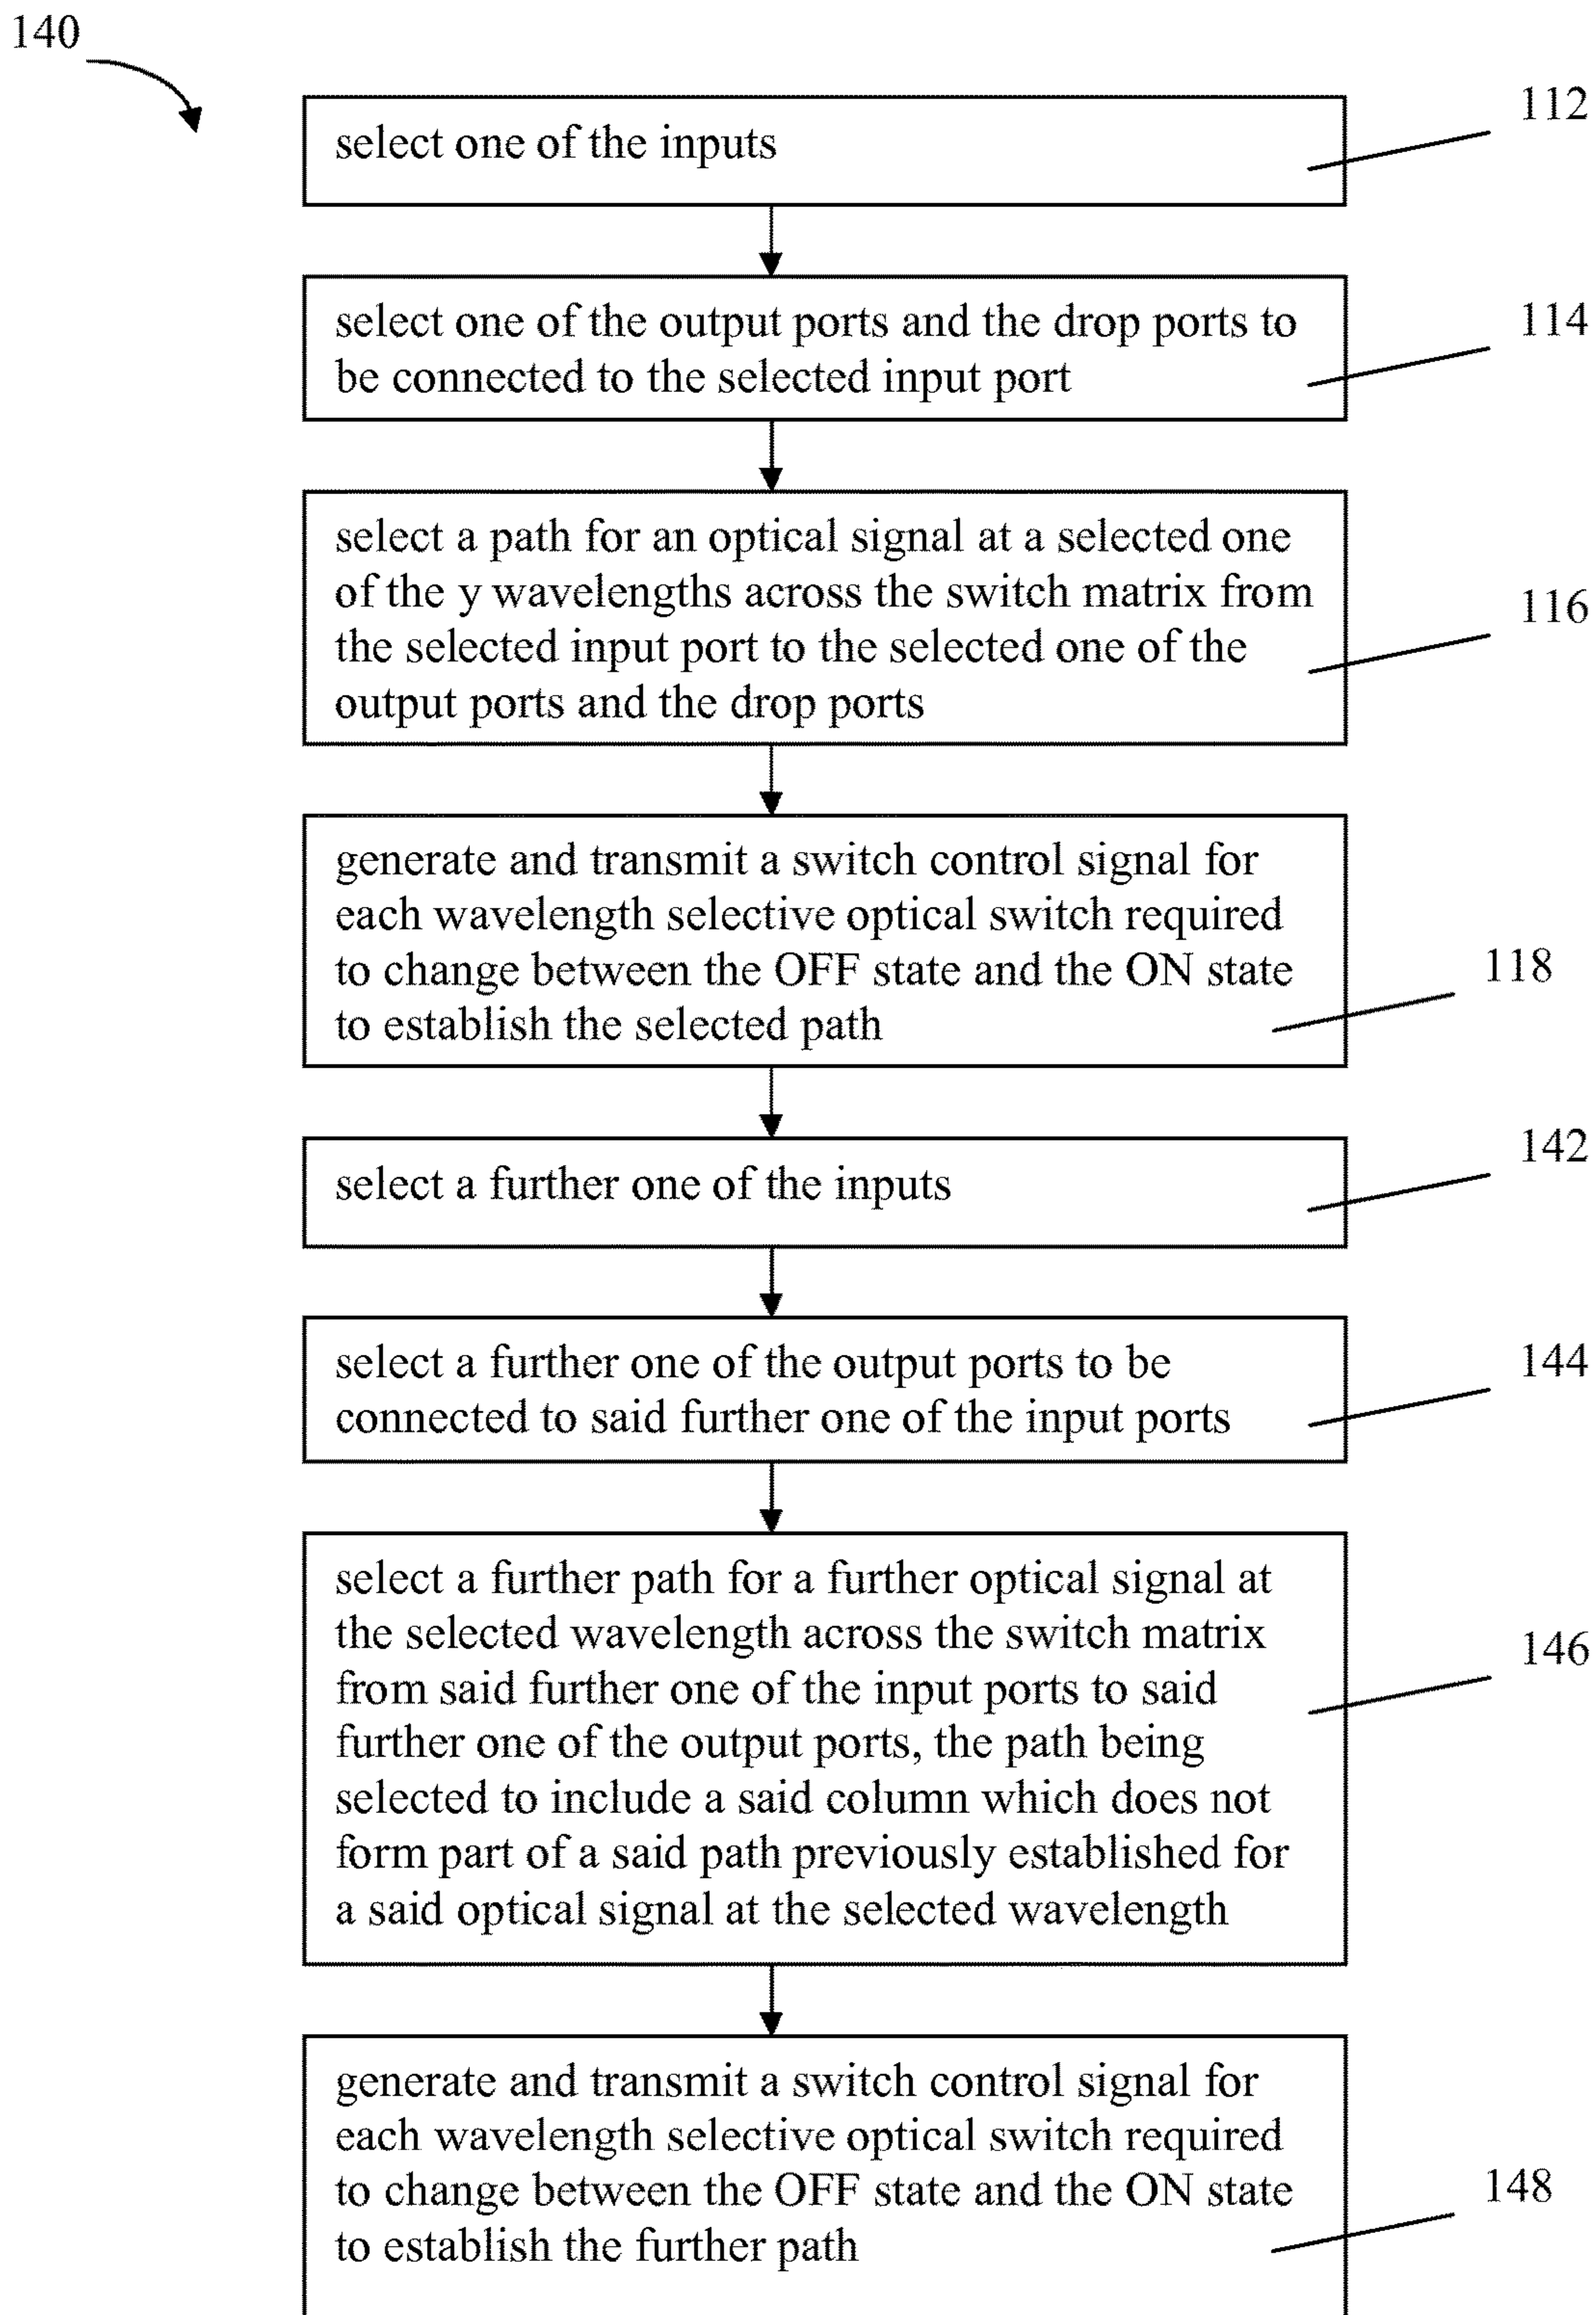 140
112
select one of the inputs
114
select one of the output ports and the drop ports to
be connected to the selected input port
select a path for an optical signal at a selected one
of the y wavelengths across the switch matrix from
116
the selected input port to the selected one of the
output ports and the drop ports
generate and transmit a switch control signal for
each wavelength selective optical switch required
to change between the OFF state and the ON state
118
to establish the selected path
142
select a further one of the inputs
select a further one of the output ports to be
144
connected to said further one of the input ports
select a further path for a further optical signal at
the selected wavelength across the switch matrix
146
from said further one of the input ports to said
further one of the output ports, the path being
selected to include a said column which does not
form part of a said path previously established for
a said optical signal at the selected wavelength
generate and transmit a switch control signal for
each wavelength selective optical switch required
to change between the OFF state and the ON state
148
to establish the further path